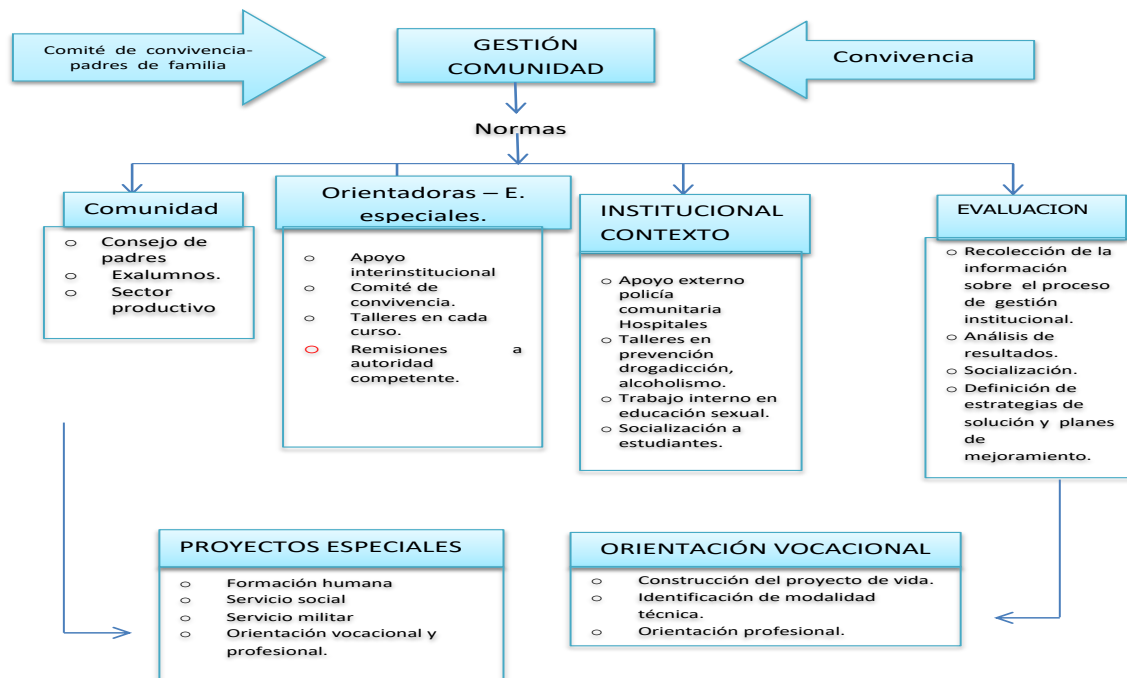 Comité de convivencia-
padres de familia
GESTIÓN
COMUNIDAD
Convivencia
Normas
Comunidad
○ Consejo de
padres
○ Exalumnos.
○ Sector
productivo
Orientadoras – E.
especiales.
○ Apoyo
interinstitucional
○ Comité de
convivencia.
○ Talleres en cada
curso.
○ Remisiones a
autoridad
competente.
INSTITUCIONAL
CONTEXTO
○ Apoyo externo
policía
comunitaria
Hospitales
○ Talleres en
prevención
drogadicción,
alcoholismo.
○ Trabajo interno en
educación sexual.
○ Socialización a
estudiantes.
EVALUACION
○ Recolección de la
información
sobre el proceso
de gestión
institucional.
○ Análisis de
resultados.
○ Socialización.
○ Definición de
estrategias de
solución y planes
de
mejoramiento.
PROYECTOS ESPECIALES
○ Formación humana
○ Servicio social
○ Servicio militar
○ Orientación vocacional y
profesional.
ORIENTACIÓN VOCACIONAL
○ Construcción del proyecto de vida.
○ Identificación de modalidad
técnica.
○ Orientación profesional.